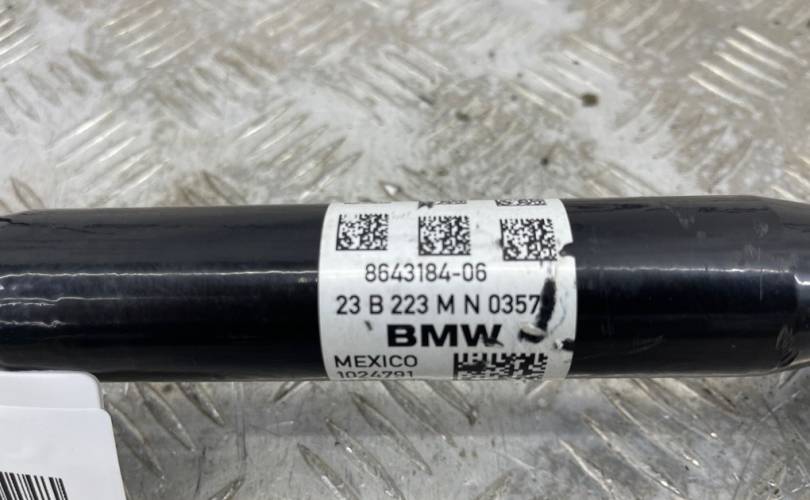 8643184-06
23 B 223 M N 0357
BMW
MEXICO
1024791